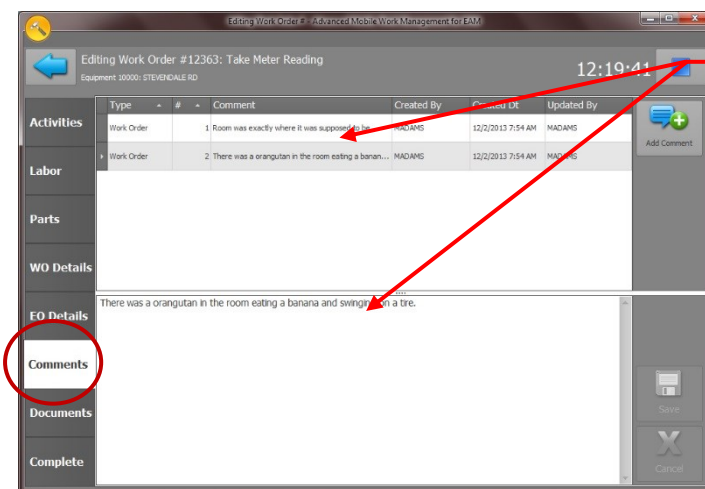 Editing Work Order # - Advanced Mobile Work Management for EAM
Editing Work Order #12363: Take Meter Reading
12:19:41
Equipment 10000: STEVENDALE RD
Type # Comment Created By Created Dt Updated By
Work Order 1 Room was exactly where it was supposed to be MADAMS 12/2/2013 7:54 AM MADAMS
Work Order 2 There was a orangutan in the room eating a banan... MADAMS 12/2/2013 7:54 AM MADAMS
Add Comment
Activities
Labor
Parts
WO Details
EO Details
Comments
Documents
Complete
There was a orangutan in the room eating a banana and swinging on a tire.
Save
Cancel